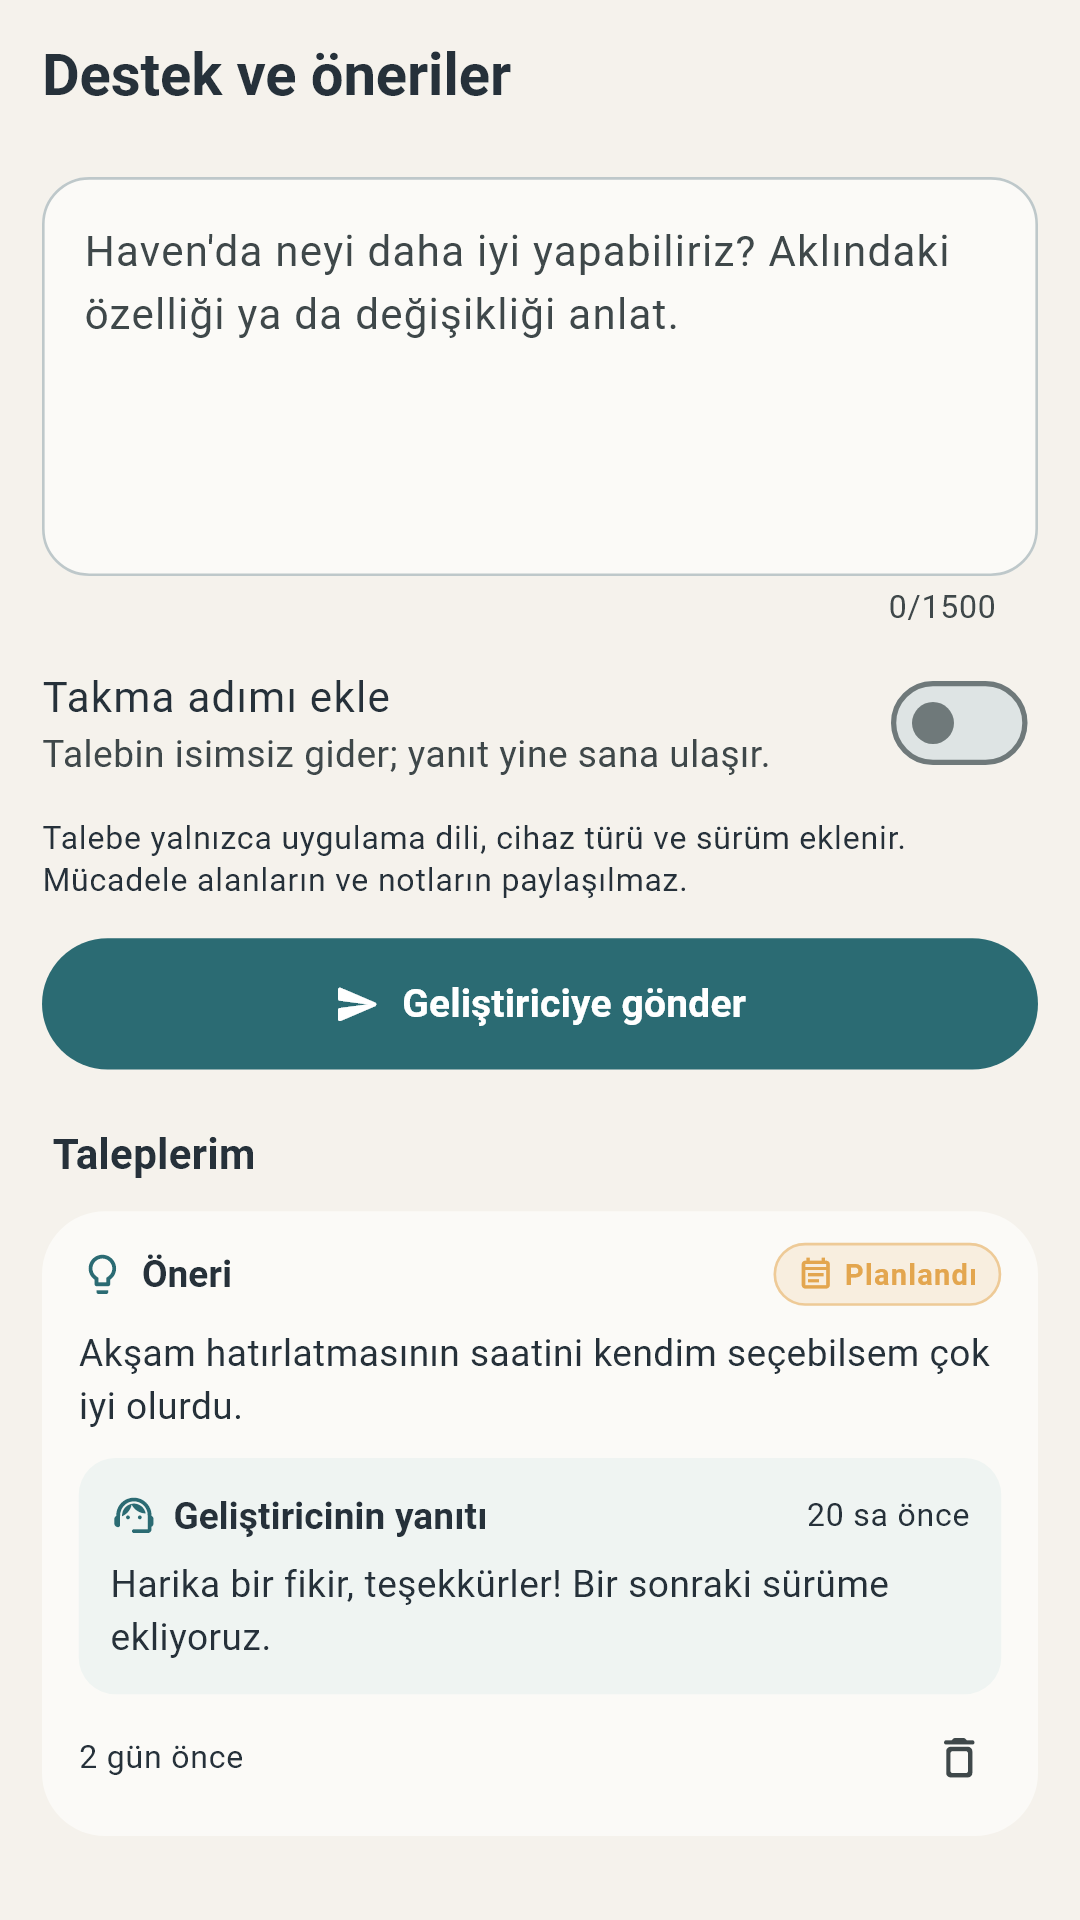 Destek ve öneriler
Haven'da neyi daha iyi yapabiliriz? Aklındaki
özelliği ya da değişikliği anlat.
0/1500
Takma adımı ekle
Talebin isimsiz gider; yanıt yine sana ulaşır.
Talebe yalnızca uygulama dili, cihaz türü ve sürüm eklenir.
Mücadele alanların ve notların paylaşılmaz.
Geliştiriciye gönder
Taleplerim
Öneri
Planlandı
Akşam hatırlatmasının saatini kendim seçebilsem çok
iyi olurdu.
Geliştiricinin yanıtı
20 sa önce
Harika bir fikir, teşekkürler! Bir sonraki sürüme
ekliyoruz.
2 gün önce